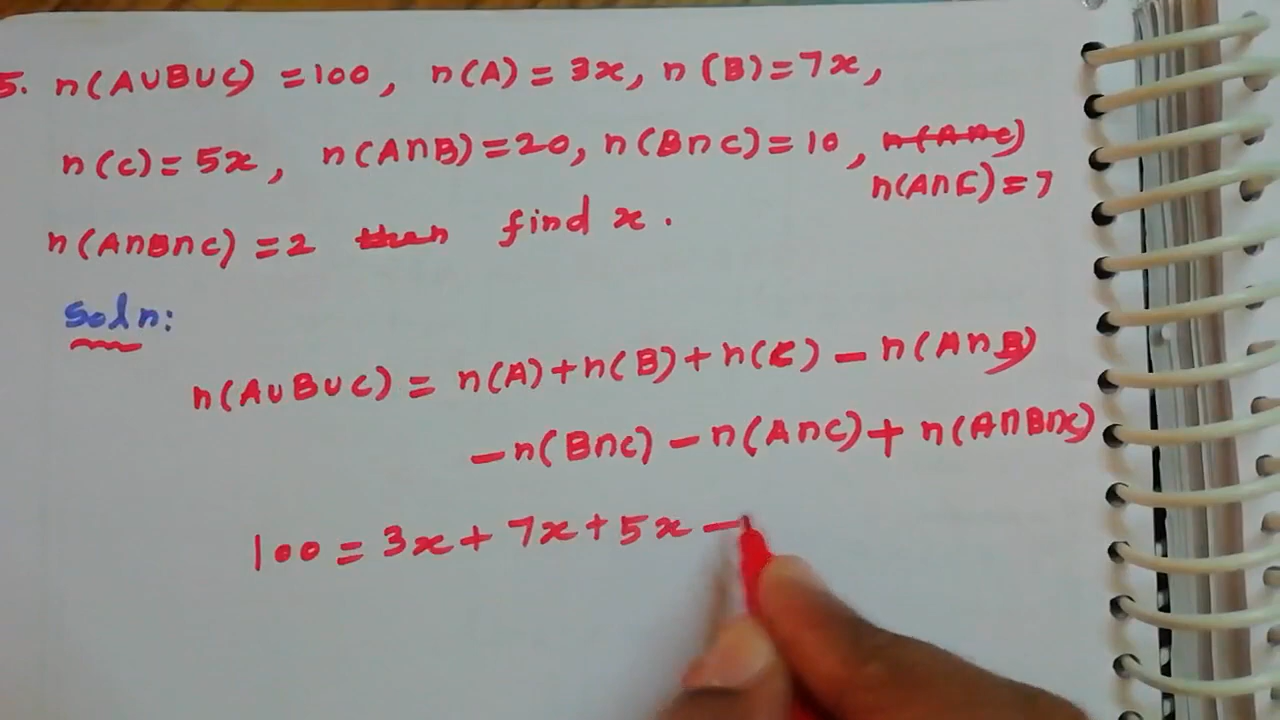 5. n(A∪B∪C) = 100, n(A) = 3x, n(B) = 7x,
n(C) = 5x, n(A∩B) = 20, n(B∩C) = 10, n(A∩C)
n(A∩C) = 7
n(A∩B∩C) = 2 then find x.
Soln:
n(A∪B∪C) = n(A) + n(B) + n(C) - n(A∩B)
- n(B∩C) - n(A∩C) + n(A∩B∩C)
100 = 3x + 7x + 5x -